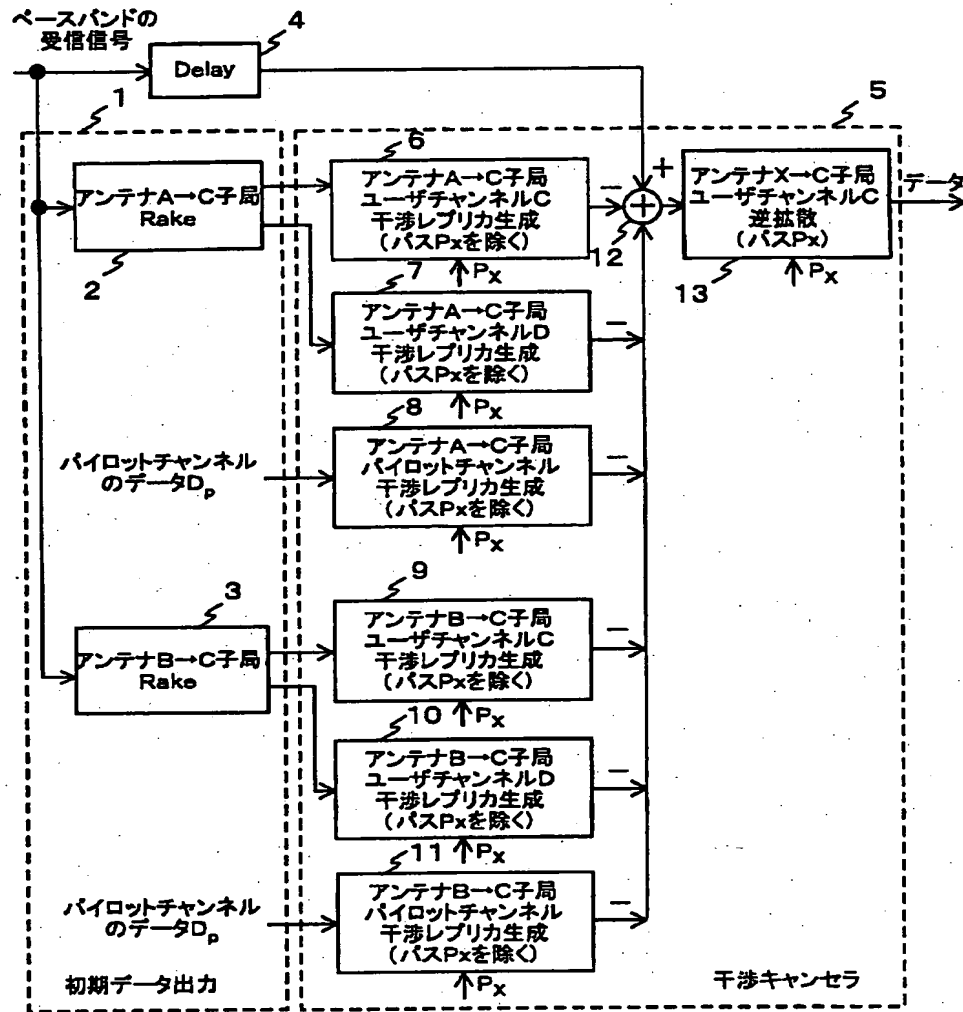 ベースバンドの
受信信号
4
Delay
1
5
アンテナA→C子局
Rake
2
6
アンテナA→C子局
ユーザチャンネルC
干渉レプリカ生成
(パスPxを除く)
Px
－
＋
12
アンテナX→C子局
ユーザチャンネルC
逆拡散
(パスPx)
13
Px
データ
7
アンテナA→C子局
ユーザチャンネルD
干渉レプリカ生成
(パスPxを除く)
Px
－
8
パイロットチャンネル
のデータDp
アンテナA→C子局
パイロットチャンネル
干渉レプリカ生成
(パスPxを除く)
Px
－
3
アンテナB→C子局
Rake
9
アンテナB→C子局
ユーザチャンネルC
干渉レプリカ生成
(パスPxを除く)
Px
－
10
アンテナB→C子局
ユーザチャンネルD
干渉レプリカ生成
(パスPxを除く)
Px
－
11
パイロットチャンネル
のデータDp
アンテナB→C子局
パイロットチャンネル
干渉レプリカ生成
(パスPxを除く)
Px
－
初期データ出力
干渉キャンセラ